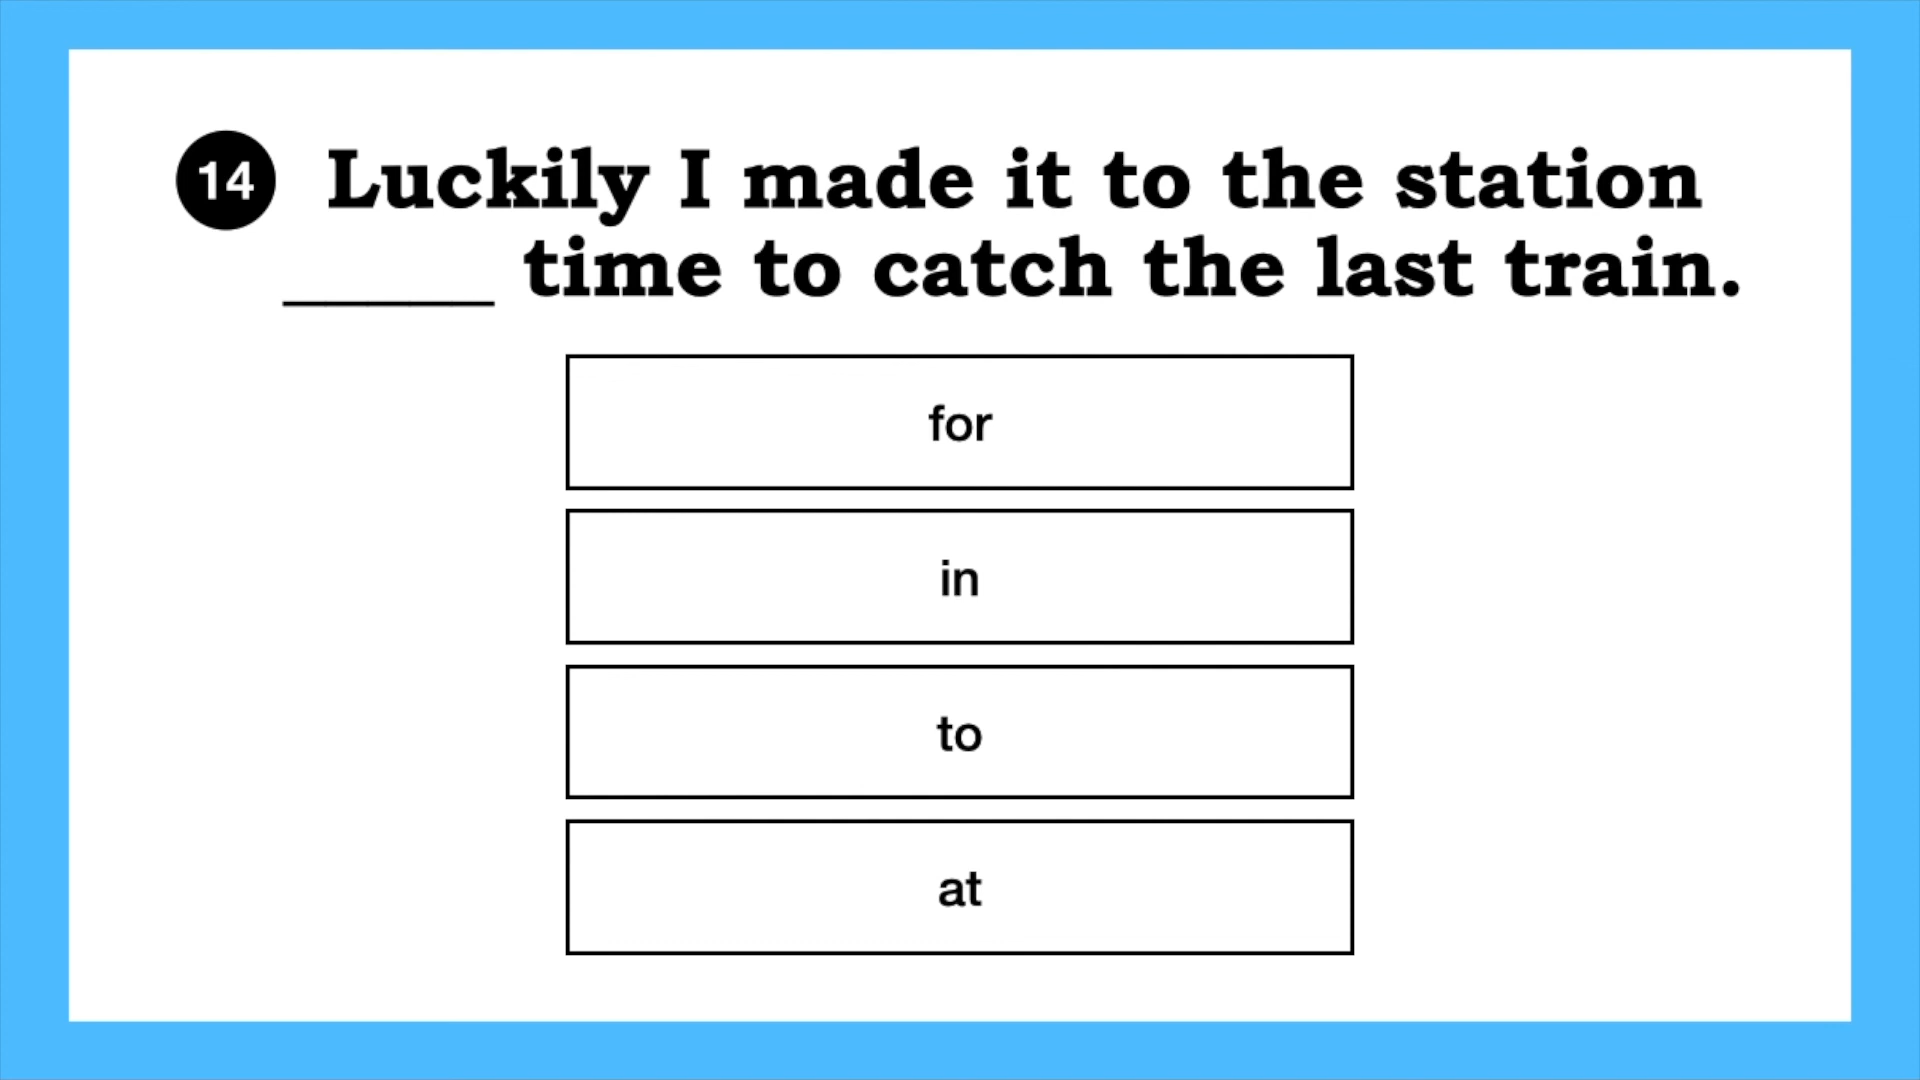 14 Luckily I made it to the station
_____ time to catch the last train.
for
in
to
at